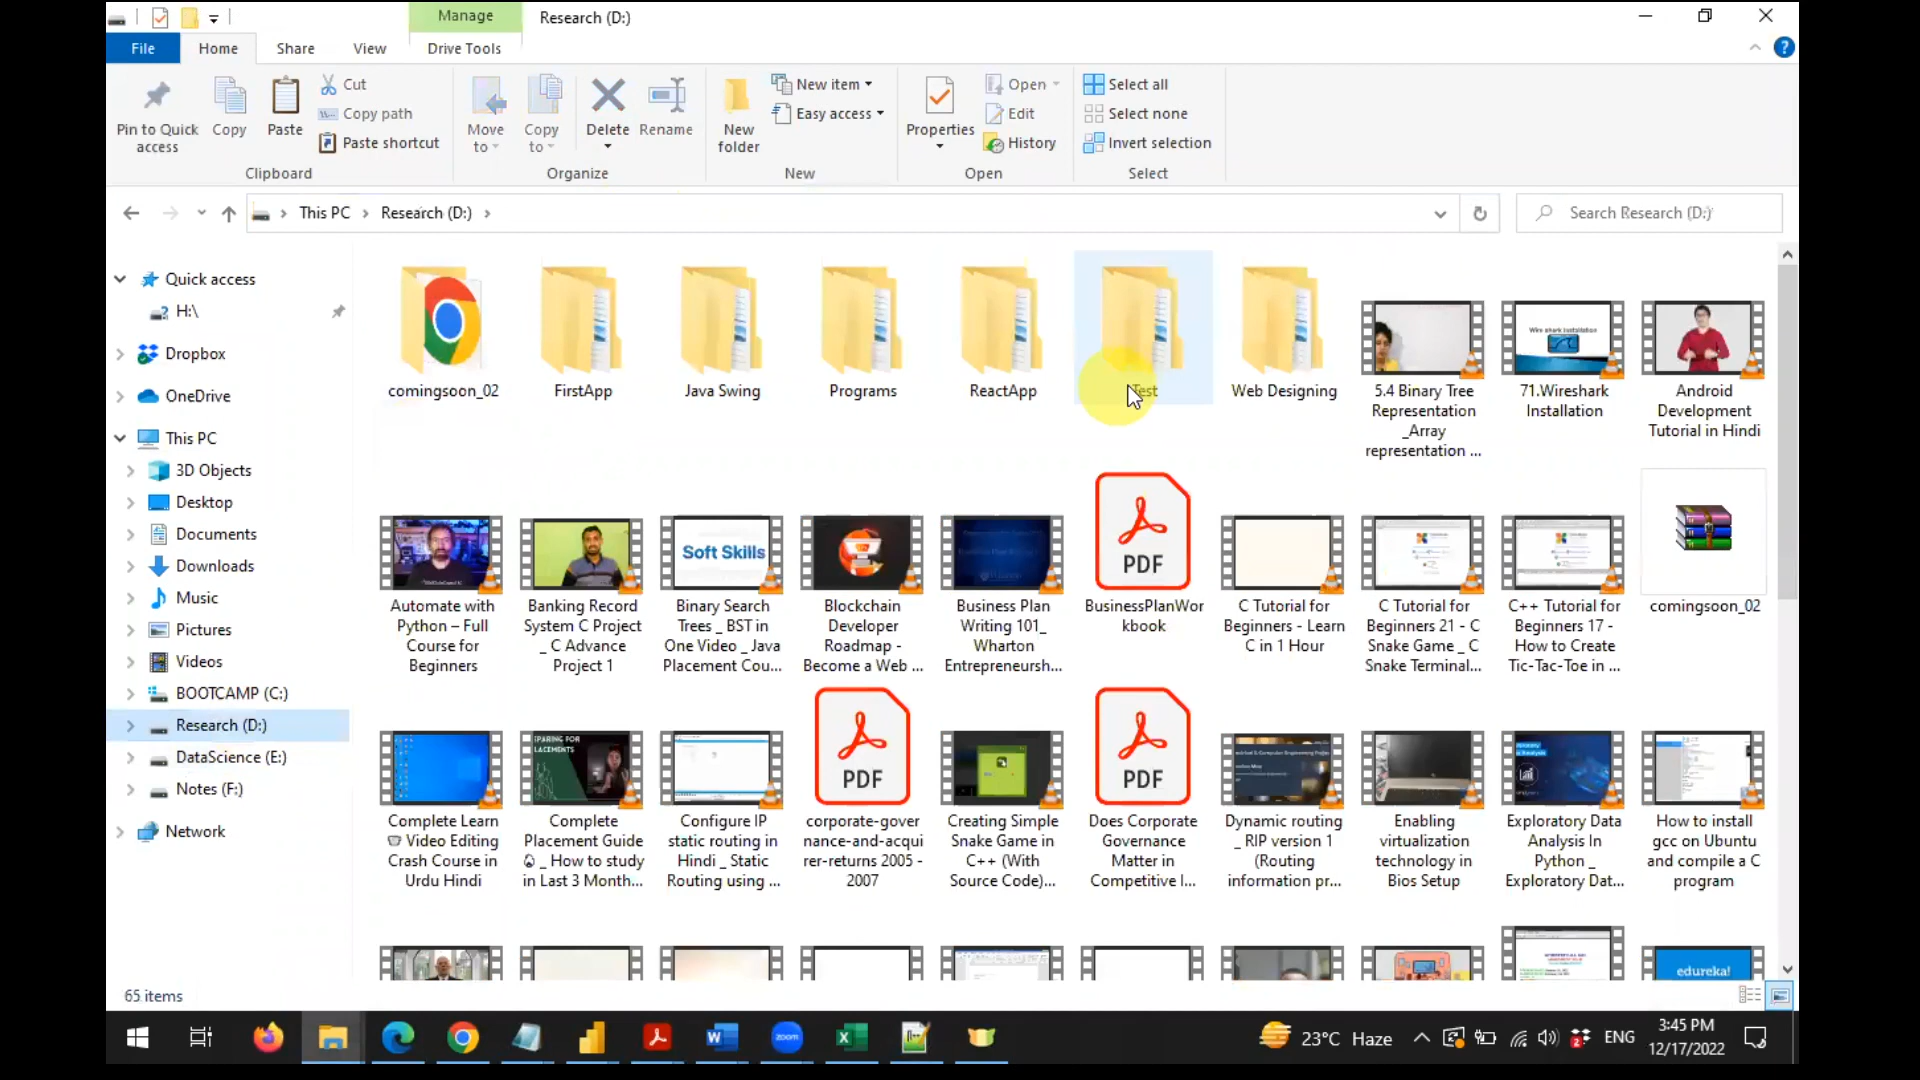 Manage
Research (D:)
File
Home
Share
View
Drive Tools
Pin to Quick access
Copy
Paste
Cut
Copy path
Paste shortcut
Clipboard
Move to
Copy to
Delete
Rename
Organize
New folder
New item
Easy access
New
Properties
Open
Edit
History
Open
Select all
Select none
Invert selection
Select
This PC
Research (D:)
Search Research (D:)
Quick access
H:\
Dropbox
OneDrive
This PC
3D Objects
Desktop
Documents
Downloads
Music
Pictures
Videos
BOOTCAMP (C:)
Research (D:)
DataScience (E:)
Notes (F:)
Network
comingsoon_02
FirstApp
Java Swing
Programs
ReactApp
Test
Web Designing
5.4 Binary Tree
Representation
_Array
representation ...
71.Wireshark
Installation
Android
Development
Tutorial in Hindi
Automate with
Python – Full
Course for
Beginners
Banking Record
System C Project
_ C Advance
Project 1
Soft Skills
Binary Search
Trees _ BST in
One Video _ Java
Placement Cou...
Blockchain
Developer
Roadmap -
Become a Web ...
Business Plan
Writing 101_
Wharton
Entrepreneursh...
PDF
BusinessPlanWor
kbook
C Tutorial for
Beginners - Learn
C in 1 Hour
C Tutorial for
Beginners 21 - C
Snake Game _ C
Snake Terminal...
C++ Tutorial for
Beginners 17 -
How to Create
Tic-Tac-Toe in ...
comingsoon_02
Complete Learn
Video Editing
Crash Course in
Urdu Hindi
Complete
Placement Guide
_ How to study
in Last 3 Month...
Configure IP
static routing in
Hindi _ Static
Routing using ...
PDF
corporate-gover
nance-and-acqui
rer-returns 2005 -
2007
Creating Simple
Snake Game in
C++ (With
Source Code)...
PDF
Does Corporate
Governance
Matter in
Competitive I...
Dynamic routing
_ RIP version 1
(Routing
information pr...
Enabling
virtualization
technology in
Bios Setup
Exploratory Data
Analysis In
Python _
Exploratory Dat...
How to install
gcc on Ubuntu
and compile a C
program
edureka!
65 items
zoom
23°C Haze
ENG
3:45 PM
12/17/2022